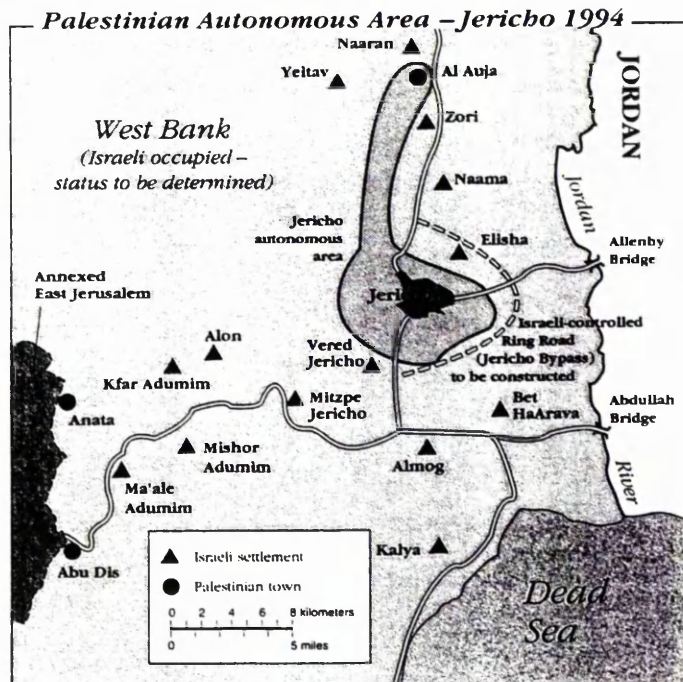 Palestinian Autonomous Area – Jericho 1994
Naaran
Yeitav
Al Auja
Zori
West Bank
(Israeli occupied –
status to be determined)
Naama
JORDAN
Jordan
Jericho
autonomous
area
Elisha
Allenby
Bridge
Annexed
East Jerusalem
Jericho
Israeli-controlled
Ring Road
(Jericho Bypass)
to be constructed
Alon
Vered
Jericho
Kfar Adumim
Mitzpe
Jericho
Bet
HaArava
Abdullah
Bridge
Anata
Mishor
Adumim
Almog
Ma'ale
Adumim
River
Abu Dis
Kalya
Dead
Sea
Israeli settlement
Palestinian town
0 2 4 6 8 kilometers
0 5 miles